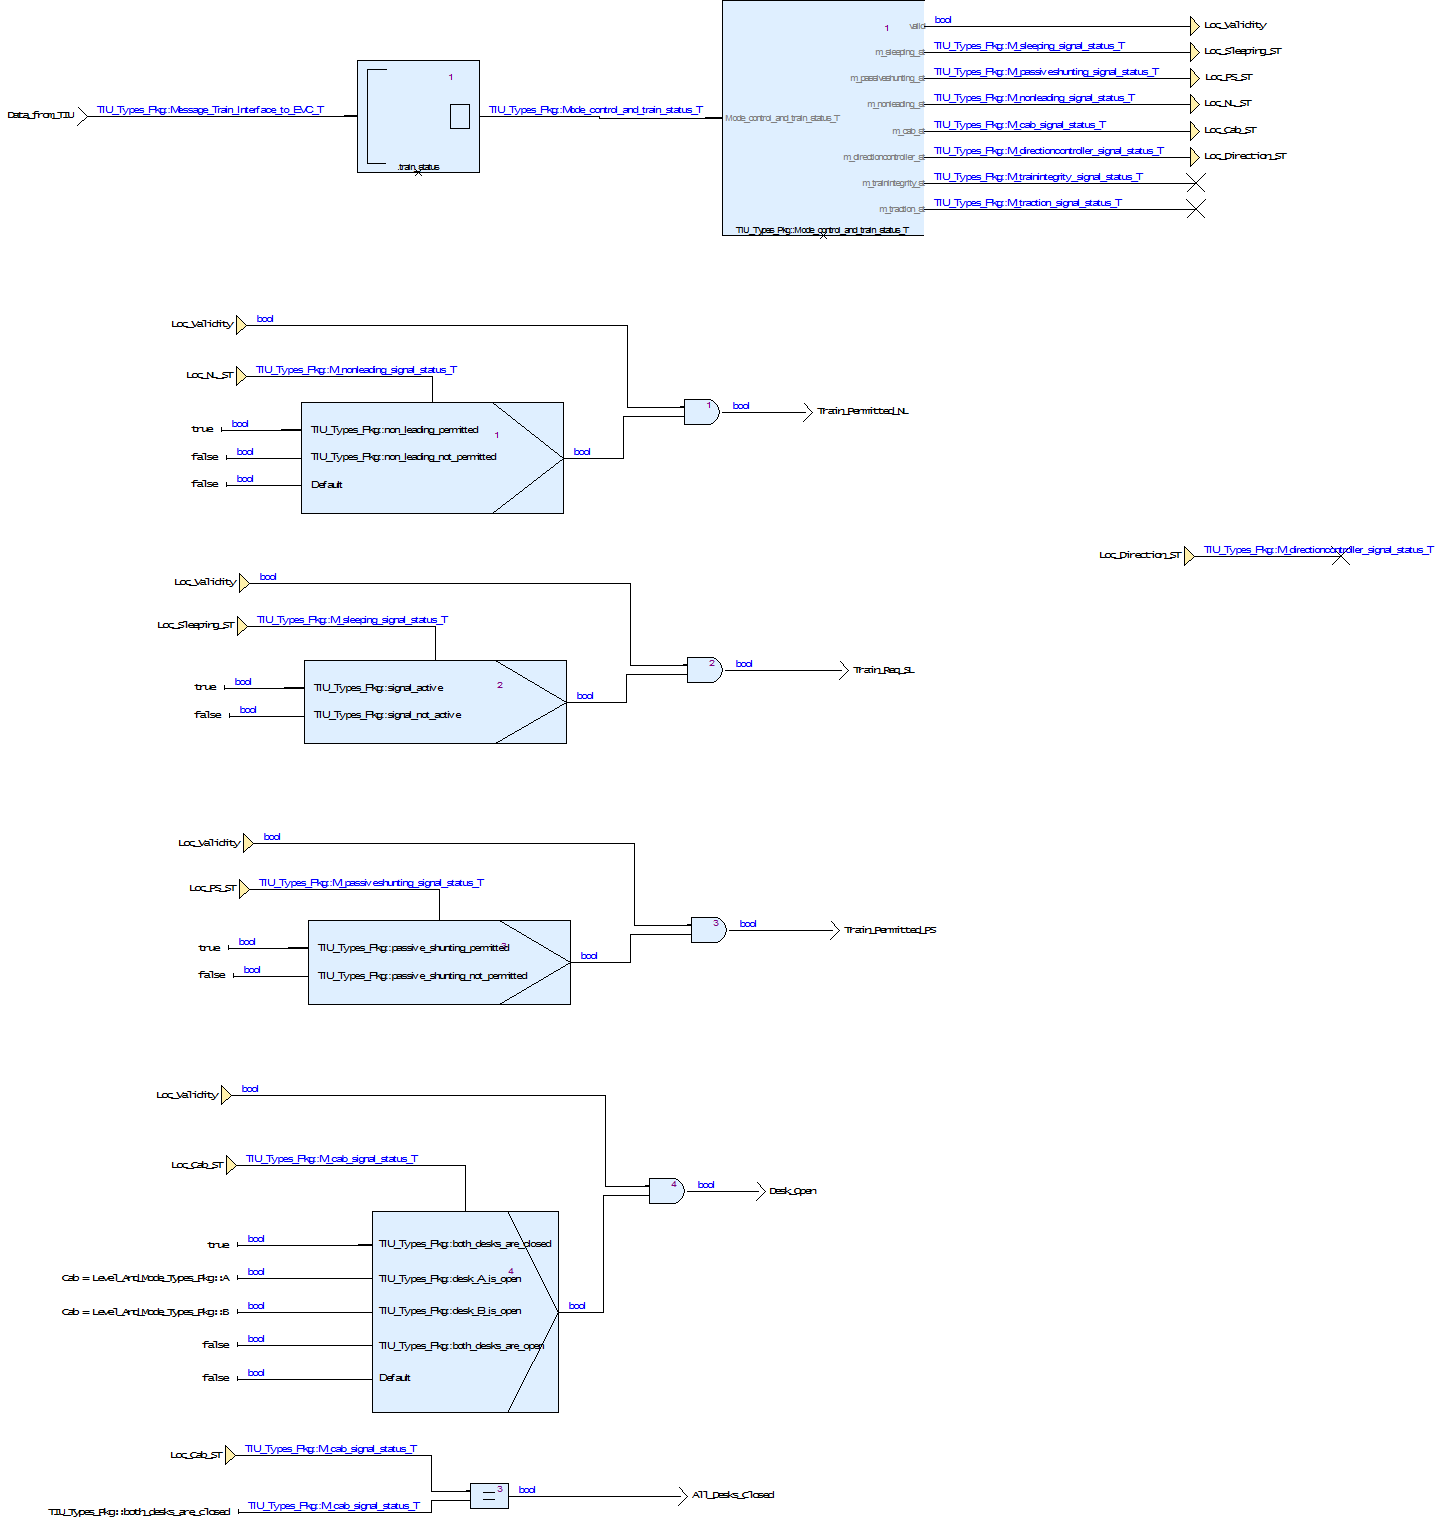 Data_from_TIU
TIU_Types_Pkg::Message_Train_Interface_to_EVC_T
1
.train_status
TIU_Types_Pkg::Mode_control_and_train_status_T
Mode_control_and_train_status_T
1
TIU_Types_Pkg::Mode_control_and_train_status_T
valid
bool
Loc_Validity
m_sleeping_st
TIU_Types_Pkg::M_sleeping_signal_status_T
Loc_Sleeping_ST
m_passiveshunting_st
TIU_Types_Pkg::M_passiveshunting_signal_status_T
Loc_PS_ST
m_nonleading_st
TIU_Types_Pkg::M_nonleading_signal_status_T
Loc_NL_ST
m_cab_st
TIU_Types_Pkg::M_cab_signal_status_T
Loc_Cab_ST
m_directioncontroller_st
TIU_Types_Pkg::M_directioncontroller_signal_status_T
Loc_Direction_ST
m_trainintegrity_st
TIU_Types_Pkg::M_trainintegrity_signal_status_T
m_traction_st
TIU_Types_Pkg::M_traction_signal_status_T
Loc_Validity
bool
Loc_NL_ST
TIU_Types_Pkg::M_nonleading_signal_status_T
true
bool
TIU_Types_Pkg::non_leading_permitted
1
false
bool
TIU_Types_Pkg::non_leading_not_permitted
false
bool
Default
bool
1
bool
Train_Permitted_NL
Loc_Direction_ST
TIU_Types_Pkg::M_directioncontroller_signal_status_T
Loc_Validity
bool
Loc_Sleeping_ST
TIU_Types_Pkg::M_sleeping_signal_status_T
true
bool
TIU_Types_Pkg::signal_active
2
false
bool
TIU_Types_Pkg::signal_not_active
bool
2
bool
Train_Req_SL
Loc_Validity
bool
Loc_PS_ST
TIU_Types_Pkg::M_passiveshunting_signal_status_T
true
bool
TIU_Types_Pkg::passive_shunting_permitted
3
false
bool
TIU_Types_Pkg::passive_shunting_not_permitted
bool
3
bool
Train_Permitted_PS
Loc_Validity
bool
Loc_Cab_ST
TIU_Types_Pkg::M_cab_signal_status_T
true
bool
TIU_Types_Pkg::both_desks_are_closed
Cab = Level_And_Mode_Types_Pkg::A
bool
TIU_Types_Pkg::desk_A_is_open
4
Cab = Level_And_Mode_Types_Pkg::B
bool
TIU_Types_Pkg::desk_B_is_open
false
bool
TIU_Types_Pkg::both_desks_are_open
false
bool
Default
bool
4
bool
Desk_Open
Loc_Cab_ST
TIU_Types_Pkg::M_cab_signal_status_T
TIU_Types_Pkg::both_desks_are_closed
TIU_Types_Pkg::M_cab_signal_status_T
3
=
bool
All_Desks_Closed